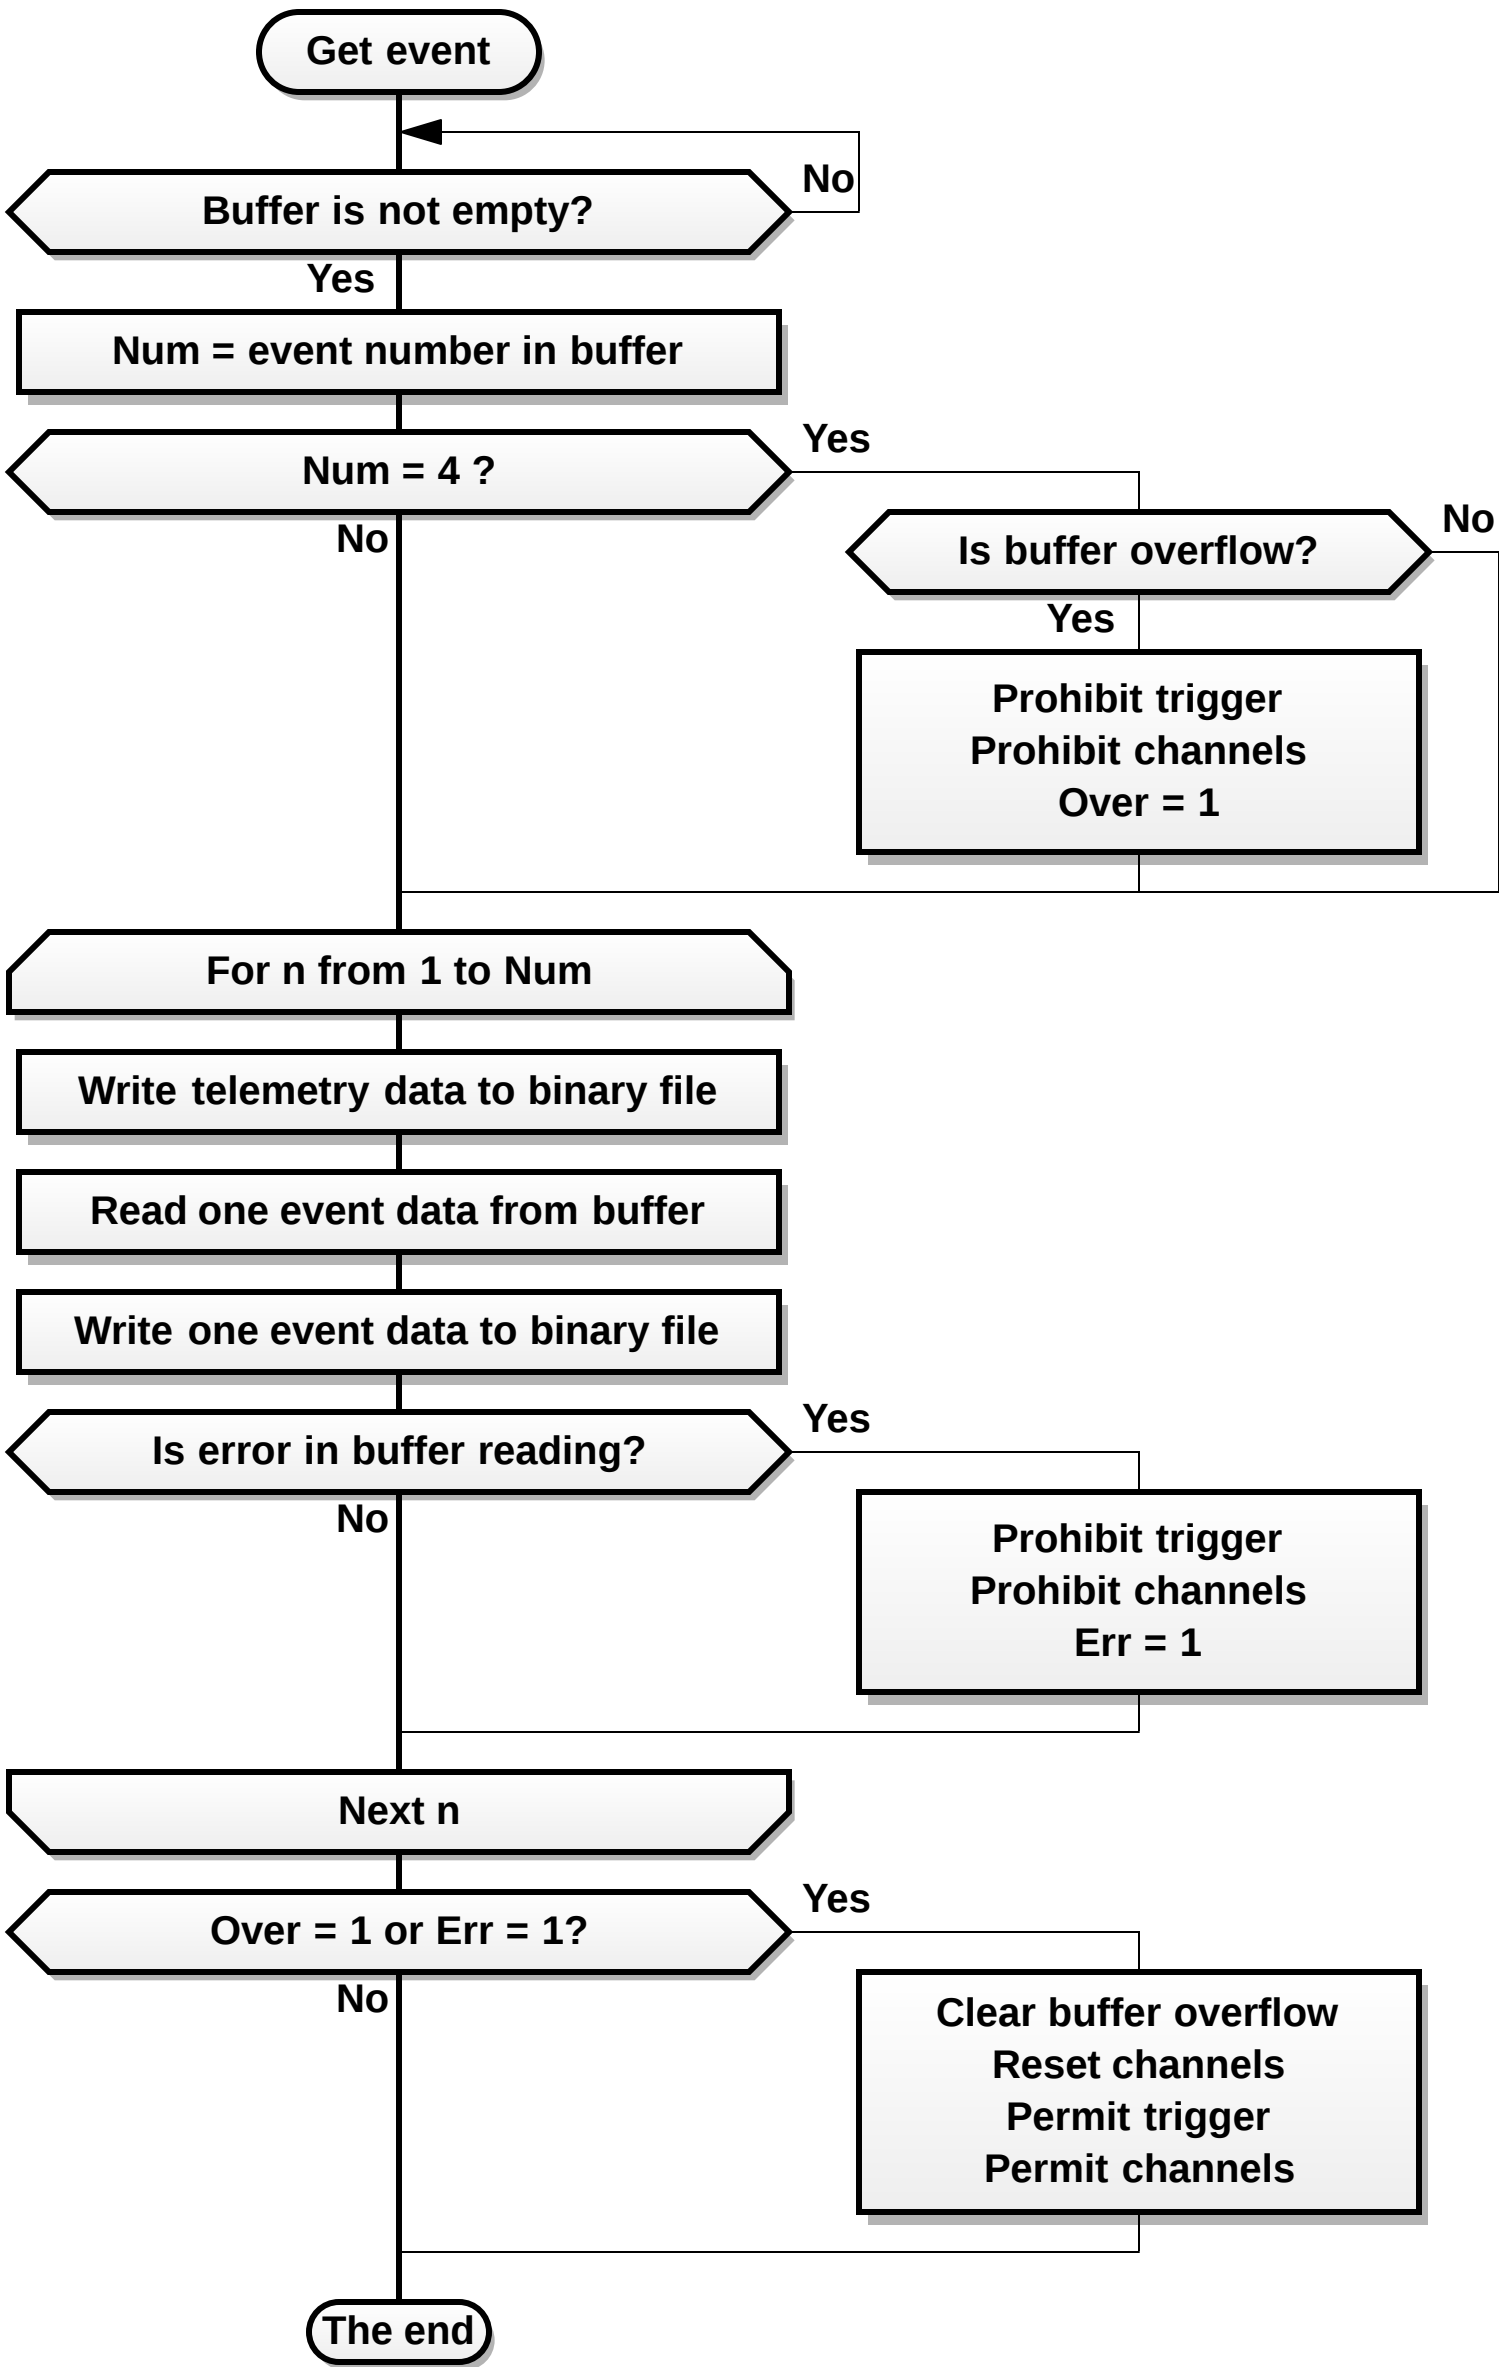 Get event
No
Buffer is not empty?
Yes
Num = event number in buffer
Yes
Num = 4 ?
No
No
Is buffer overflow?
Yes
Prohibit trigger
Prohibit channels
Over = 1
For n from 1 to Num
Write telemetry data to binary file
Read one event data from buffer
Write one event data to binary file
Yes
Is error in buffer reading?
No
Prohibit trigger
Prohibit channels
Err = 1
Next n
Yes
Over = 1 or Err = 1?
No
Clear buffer overflow
Reset channels
Permit trigger
Permit channels
The end